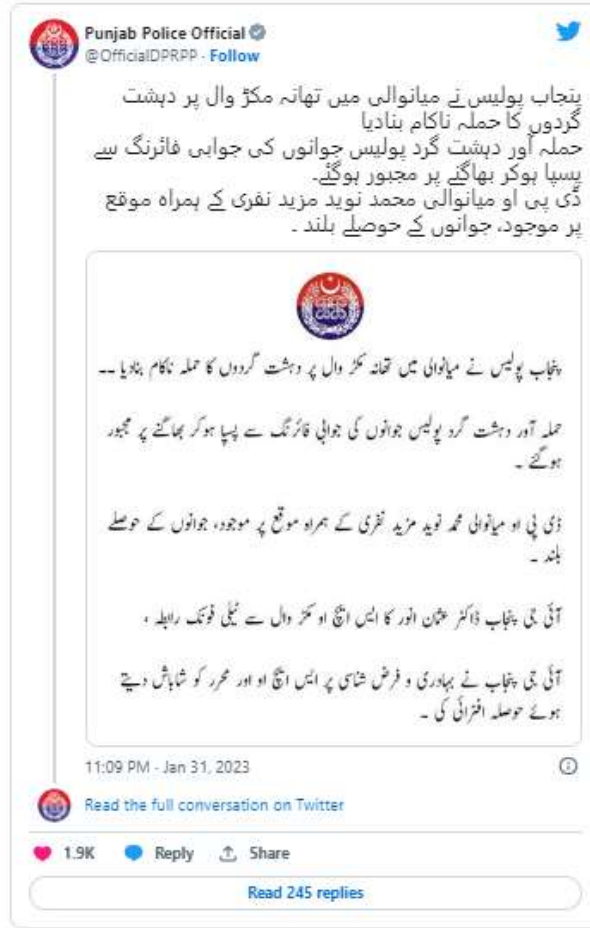 Punjab Police Official
@OfficialDPRPP · Follow
پنجاب پولیس نے میانوالی میں تھانہ مکڑ وال پر دہشت
گردوں کا حملہ ناکام بنادیا
حملہ آور دہشت گرد پولیس جوانوں کی جوابی فائرنگ سے
پسپا ہوکر بھاگنے پر مجبور ہوگئے۔
ڈی پی او میانوالی محمد نوید مزید نفری کے ہمراہ موقع
پر موجود، جوانوں کے حوصلے بلند ۔
پنجاب پولیس نے میانوالی میں تھانہ مکڑ وال پر دہشت گردوں کا حملہ ناکام بنادیا --
حملہ آور دہشت گرد پولیس جوانوں کی جوابی فائرنگ سے پسپا ہوکر بھاگنے پر مجبور
ہوگئے ۔
ڈی پی او میانوالی محمد نوید مزید نفری کے ہمراہ موقع پر موجود، جوانوں کے حوصلے
بلند ۔
آئی جی پنجاب ڈاکٹر عثمان انور کا ایس ایچ او مکڑ وال سے ٹیلی فونک رابطہ ،
آئی جی پنجاب نے بہادری و فرض شناسی پر ایس ایچ او اور محرر کو شاباش دیتے
ہوئے حوصلہ افزائی کی ۔
11:09 PM · Jan 31, 2023
Read the full conversation on Twitter
1.9K Reply Share
Read 245 replies